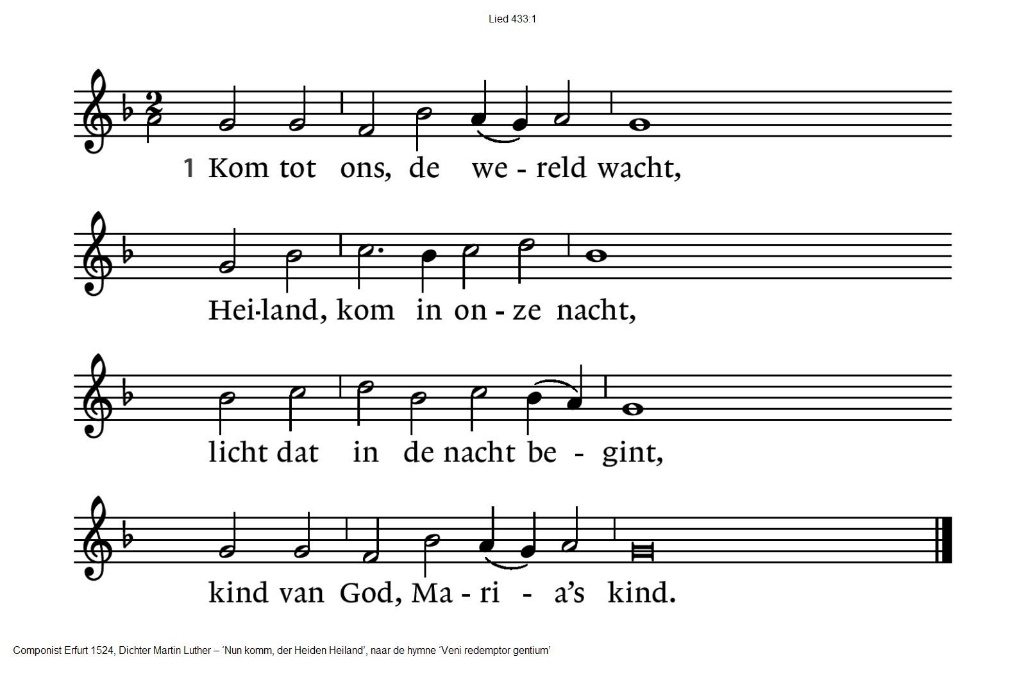 Lied 433:1
2
1 Kom tot ons, de we - reld wacht,
Hei·land, kom in on - ze nacht,
licht dat in de nacht be - gint,
kind van God, Ma - ri - a’s kind.
Componist Erfurt 1524, Dichter Martin Luther – ‘Nun komm, der Heiden Heiland’, naar de hymne ‘Veni redemptor gentium’